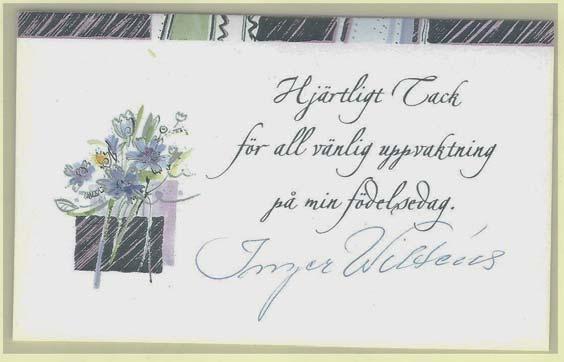 Hjärtligt Tack
för all vänlig uppvaktning
på min födelsedag.
Inger